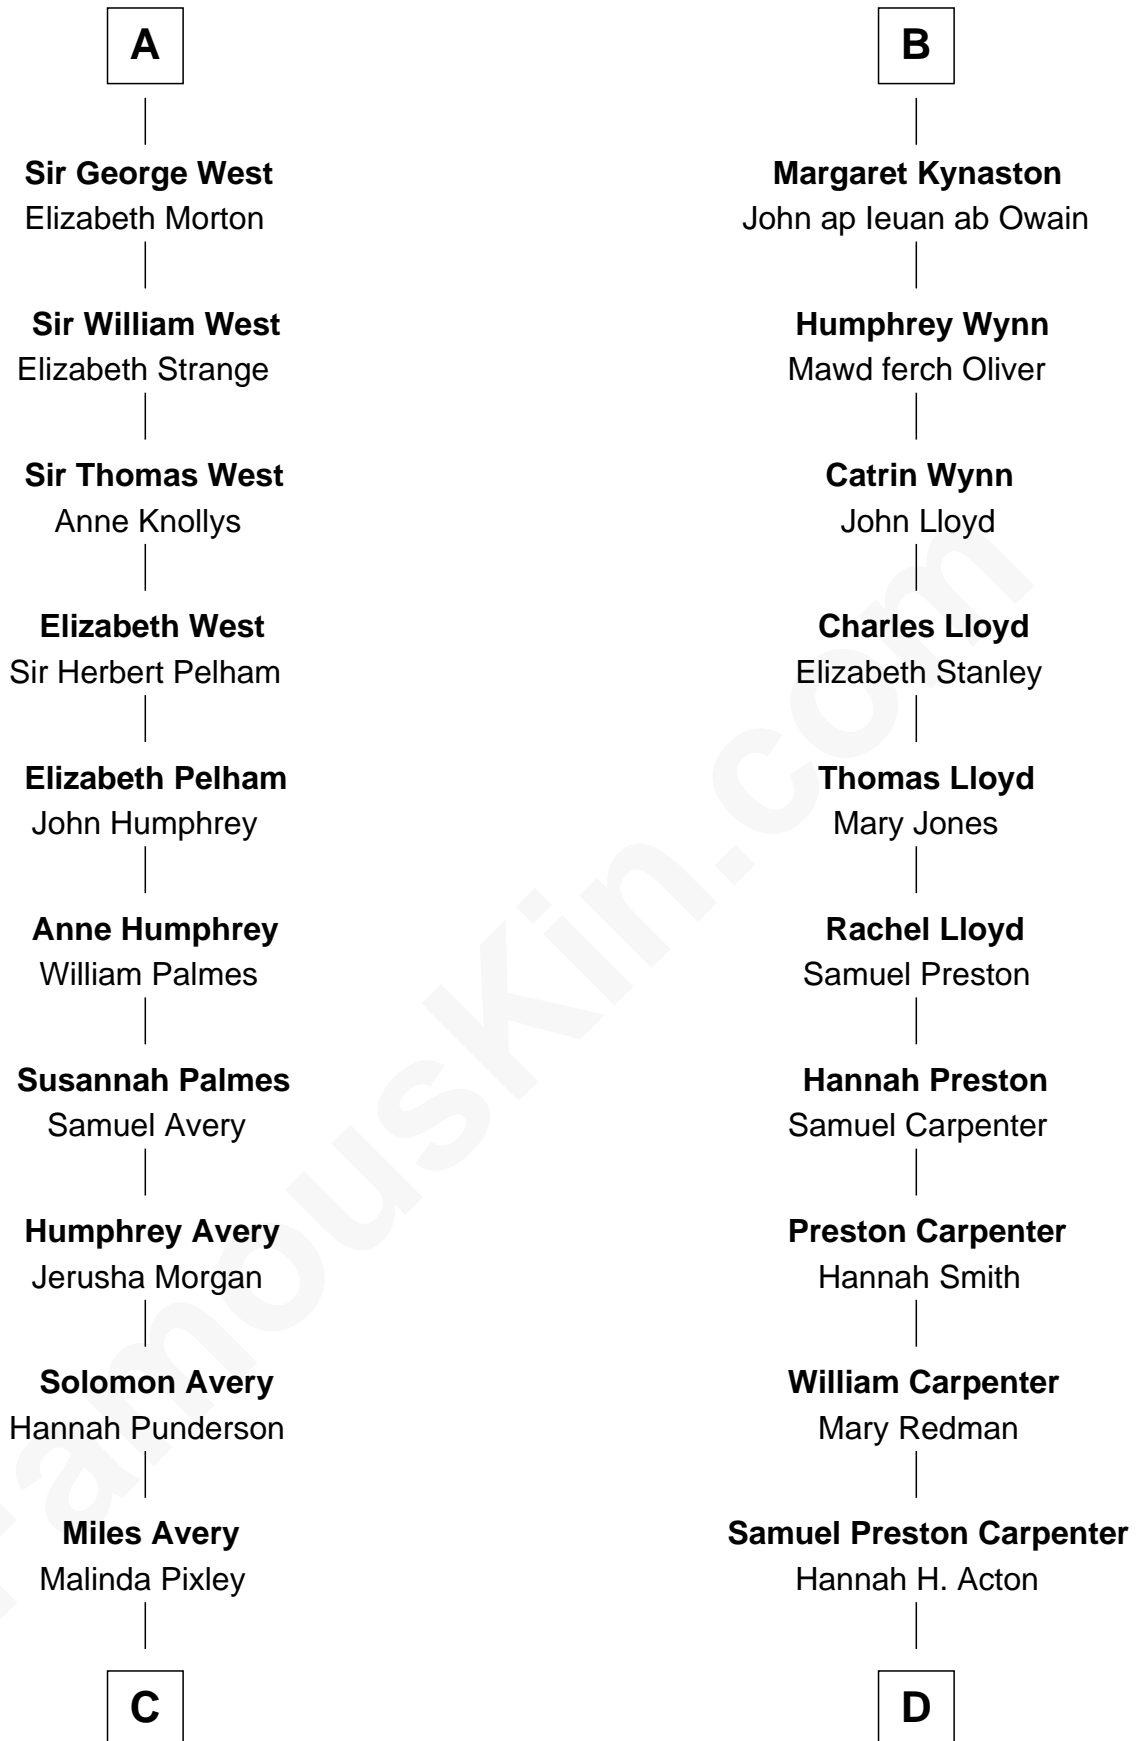 A
Sir George West
Elizabeth Morton
Sir William West
Elizabeth Strange
Sir Thomas West
Anne Knollys
Elizabeth West
Sir Herbert Pelham
Elizabeth Pelham
John Humphrey
Anne Humphrey
William Palmes
Susannah Palmes
Samuel Avery
Humphrey Avery
Jerusha Morgan
Solomon Avery
Hannah Punderson
Miles Avery
Malinda Pixley
C
B
Margaret Kynaston
John ap Ieuan ab Owain
Humphrey Wynn
Mawd ferch Oliver
Catrin Wynn
John Lloyd
Charles Lloyd
Elizabeth Stanley
Thomas Lloyd
Mary Jones
Rachel Lloyd
Samuel Preston
Hannah Preston
Samuel Carpenter
Preston Carpenter
Hannah Smith
William Carpenter
Mary Redman
Samuel Preston Carpenter
Hannah H. Acton
D
FamousKin.com